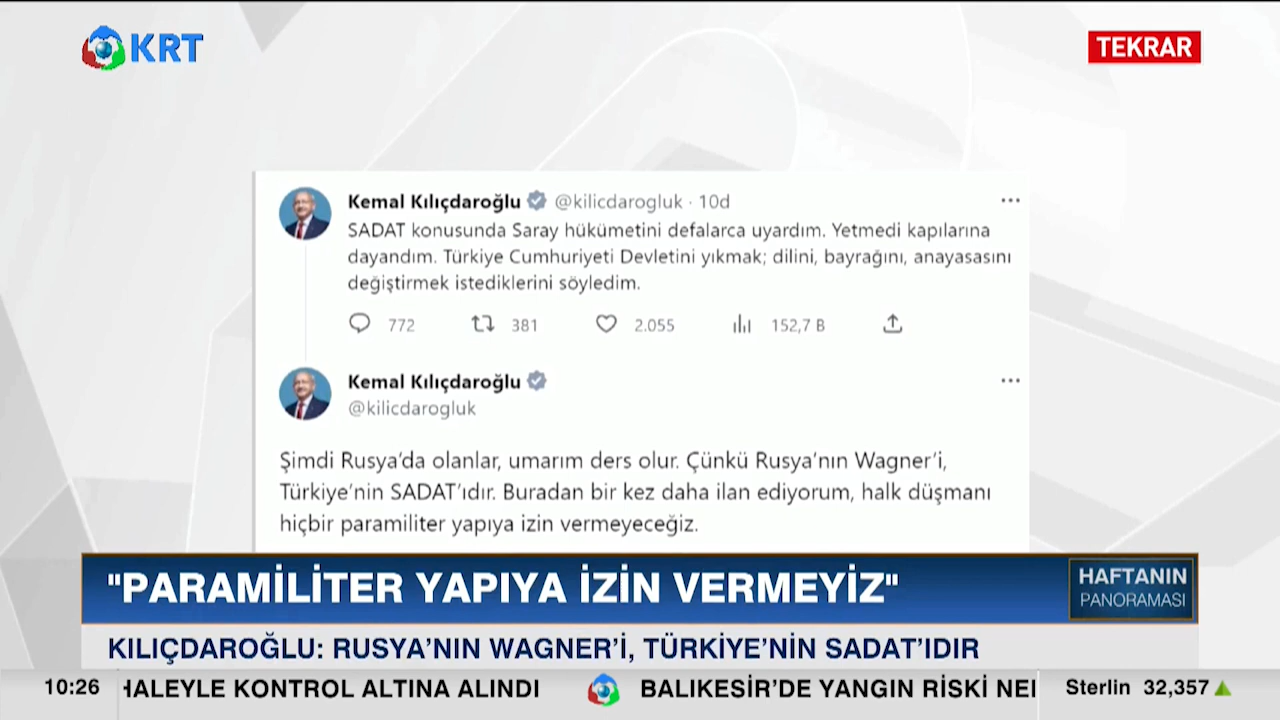 KRT
TEKRAR
Kemal Kılıçdaroğlu @kilicdarogluk · 10d
SADAT konusunda Saray hükümetini defalarca uyardım. Yetmedi kapılarına
dayandım. Türkiye Cumhuriyeti Devletini yıkmak; dilini, bayrağını, anayasasını
değiştirmek istediklerini söyledim.
772 381 2.055 152,7 B
Kemal Kılıçdaroğlu
@kilicdarogluk
Şimdi Rusya'da olanlar, umarım ders olur. Çünkü Rusya'nın Wagner'i,
Türkiye'nin SADAT'ıdır. Buradan bir kez daha ilan ediyorum, halk düşmanı
hiçbir paramiliter yapıya izin vermeyeceğiz.
"PARAMİLİTER YAPIYA İZİN VERMEYİZ"
HAFTANIN
PANORAMASI
KILIÇDAROĞLU: RUSYA'NIN WAGNER'İ, TÜRKİYE'NİN SADAT'IDIR
10:26 HALEYLE KONTROL ALTINA ALINDI BALIKESİR'DE YANGIN RİSKİ NEI Sterlin 32,357